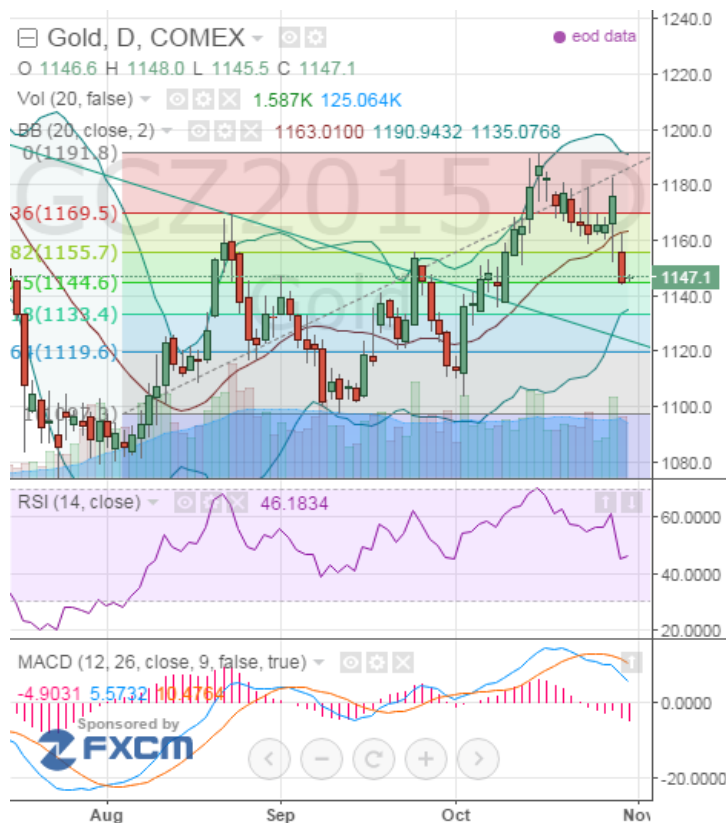 Gold, D, COMEX
eod data
O 1146.6 H 1148.0 L 1145.5 C 1147.1
Vol (20, false) 1.587K 125.064K
BB (20, close, 2) 1163.0100 1190.9432 1135.0768
GCZ2015, D
Gold
0(1191.8)
36(1169.5)
82(1155.7)
.5(1144.6)
18(1133.4)
64(1119.6)
1240.0
1220.0
1200.0
1180.0
1160.0
1147.1
1140.0
1120.0
1100.0
1080.0
RSI (14, close) 46.1834
60.0000
40.0000
20.0000
MACD (12, 26, close, 9, false, true)
-4.9031 5.5732 10.4764
0.0000
-20.0000
Sponsored by
FXCM
Aug Sep Oct Nov